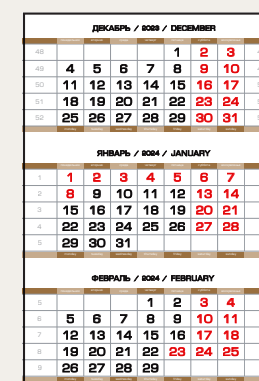 ДЕКАБРЬ / 2023 / DECEMBER
48 1 2 3
49 4 5 6 7 8 9 10
50 11 12 13 14 15 16 17
51 18 19 20 21 22 23 24
52 25 26 27 28 29 30 31
ЯНВАРЬ / 2024 / JANUARY
1 1 2 3 4 5 6 7
2 8 9 10 11 12 13 14
3 15 16 17 18 19 20 21
4 22 23 24 25 26 27 28
5 29 30 31
ФЕВРАЛЬ / 2024 / FEBRUARY
5 1 2 3 4
6 5 6 7 8 9 10 11
7 12 13 14 15 16 17 18
8 19 20 21 22 23 24 25
9 26 27 28 29